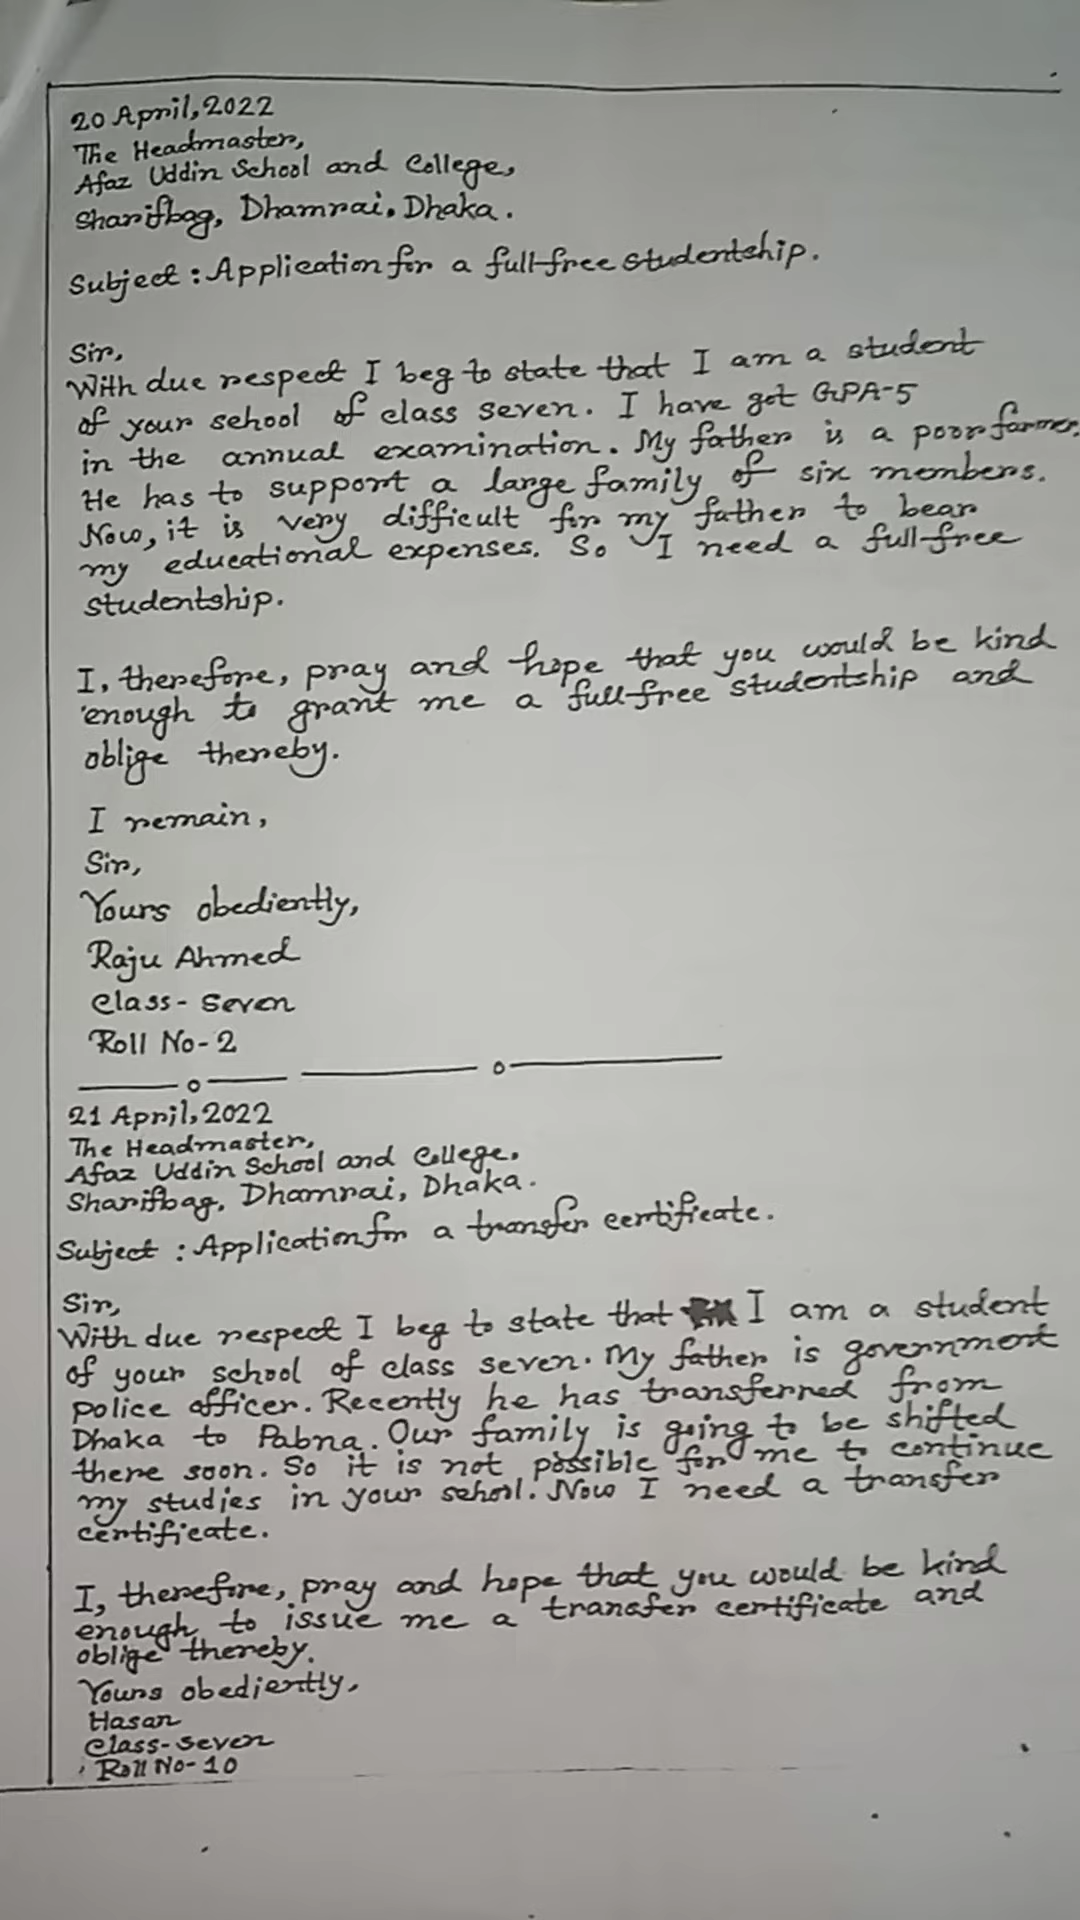 20 April, 2022
The Headmaster,
Afaz Uddin School and College,
Sharifbag, Dhamrai, Dhaka.
Subject : Application for a full-free studentship.
Sir,
With due respect I beg to state that I am a student
of your school of class seven. I have got GPA-5
in the annual examination. My father is a poor farmer.
He has to support a large family of six members.
Now, it is very difficult for my father to bear
my educational expenses. So I need a full-free
studentship.
I, therefore, pray and hope that you would be kind
enough to grant me a full-free studentship and
oblige thereby.
I remain,
Sir,
Yours obediently,
Raju Ahmed
Class - Seven
Roll No - 2
21 April, 2022
The Headmaster,
Afaz Uddin School and College,
Sharifbag, Dhamrai, Dhaka.
Subject : Application for a transfer certificate.
Sir,
With due respect I beg to state that I am a student
of your school of class seven. My father is government
police officer. Recently he has transferred from
Dhaka to Pabna. Our family is going to be shifted
there soon. So it is not possible for me to continue
my studies in your school. Now I need a transfer
certificate.
I, therefore, pray and hope that you would be kind
enough to issue me a transfer certificate and
oblige thereby.
Yours obediently,
Hasan
Class - Seven
Roll No - 10